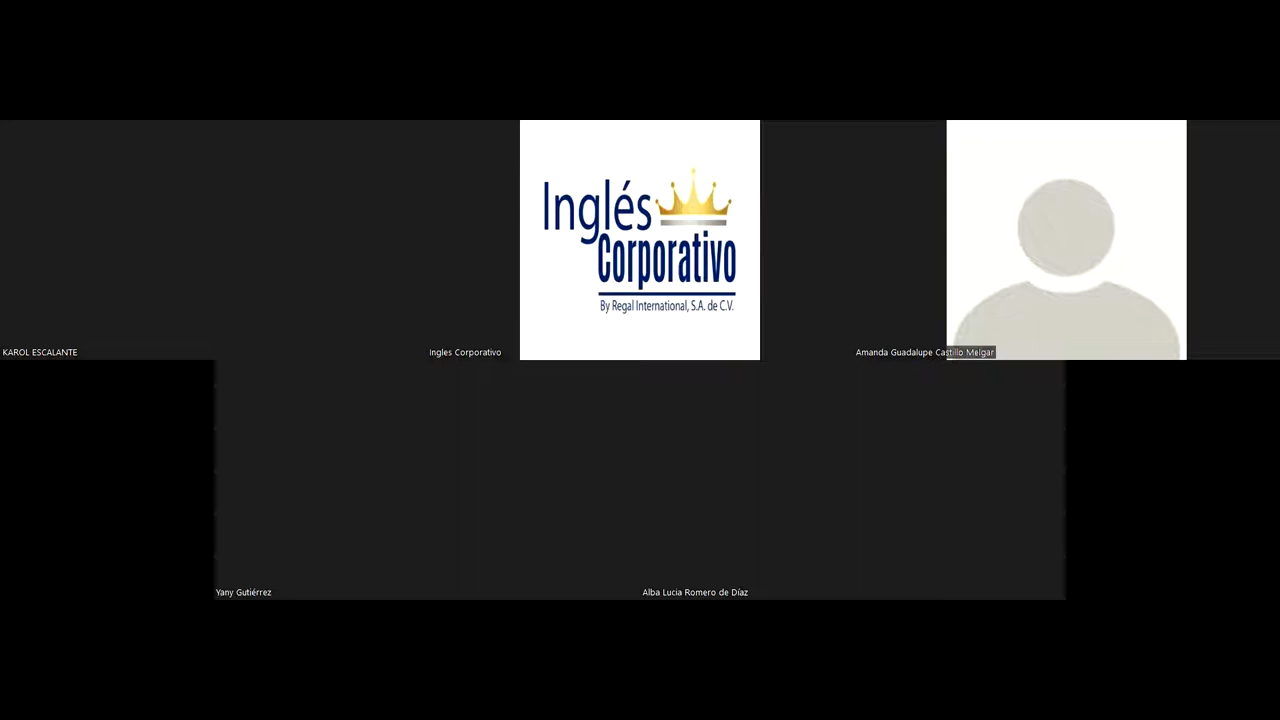 Inglés
Corporativo
By Regal International, S.A. de C.V.
KAROL ESCALANTE
Ingles Corporativo
Amanda Guadalupe Castillo Melgar
Yany Gutiérrez
Alba Lucia Romero de Díaz